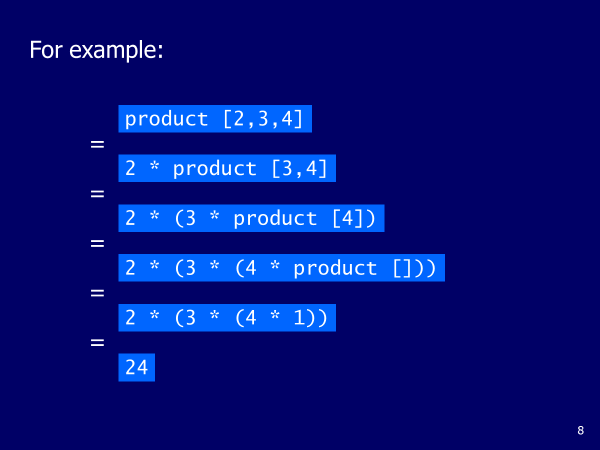 For example:
product [2,3,4]
=
2 * product [3,4]
=
2 * (3 * product [4])
=
2 * (3 * (4 * product []))
=
2 * (3 * (4 * 1))
=
24
8